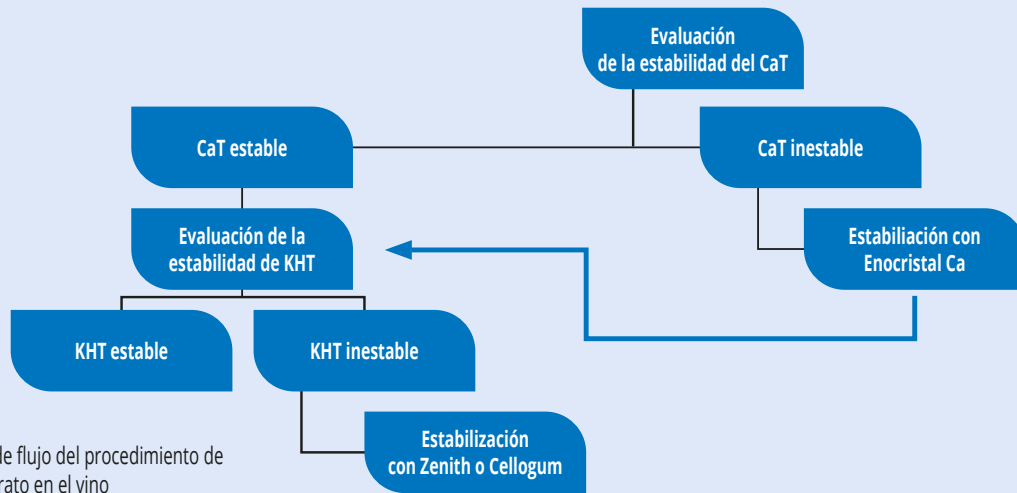 Evaluación
de la estabilidad del CaT
CaT estable
CaT inestable
Evaluación de la
estabilidad de KHT
Estabiliación con
Enocristal Ca
KHT estable
KHT inestable
Estabilización
con Zenith o Cellogum
de flujo del procedimiento de
rato en el vino